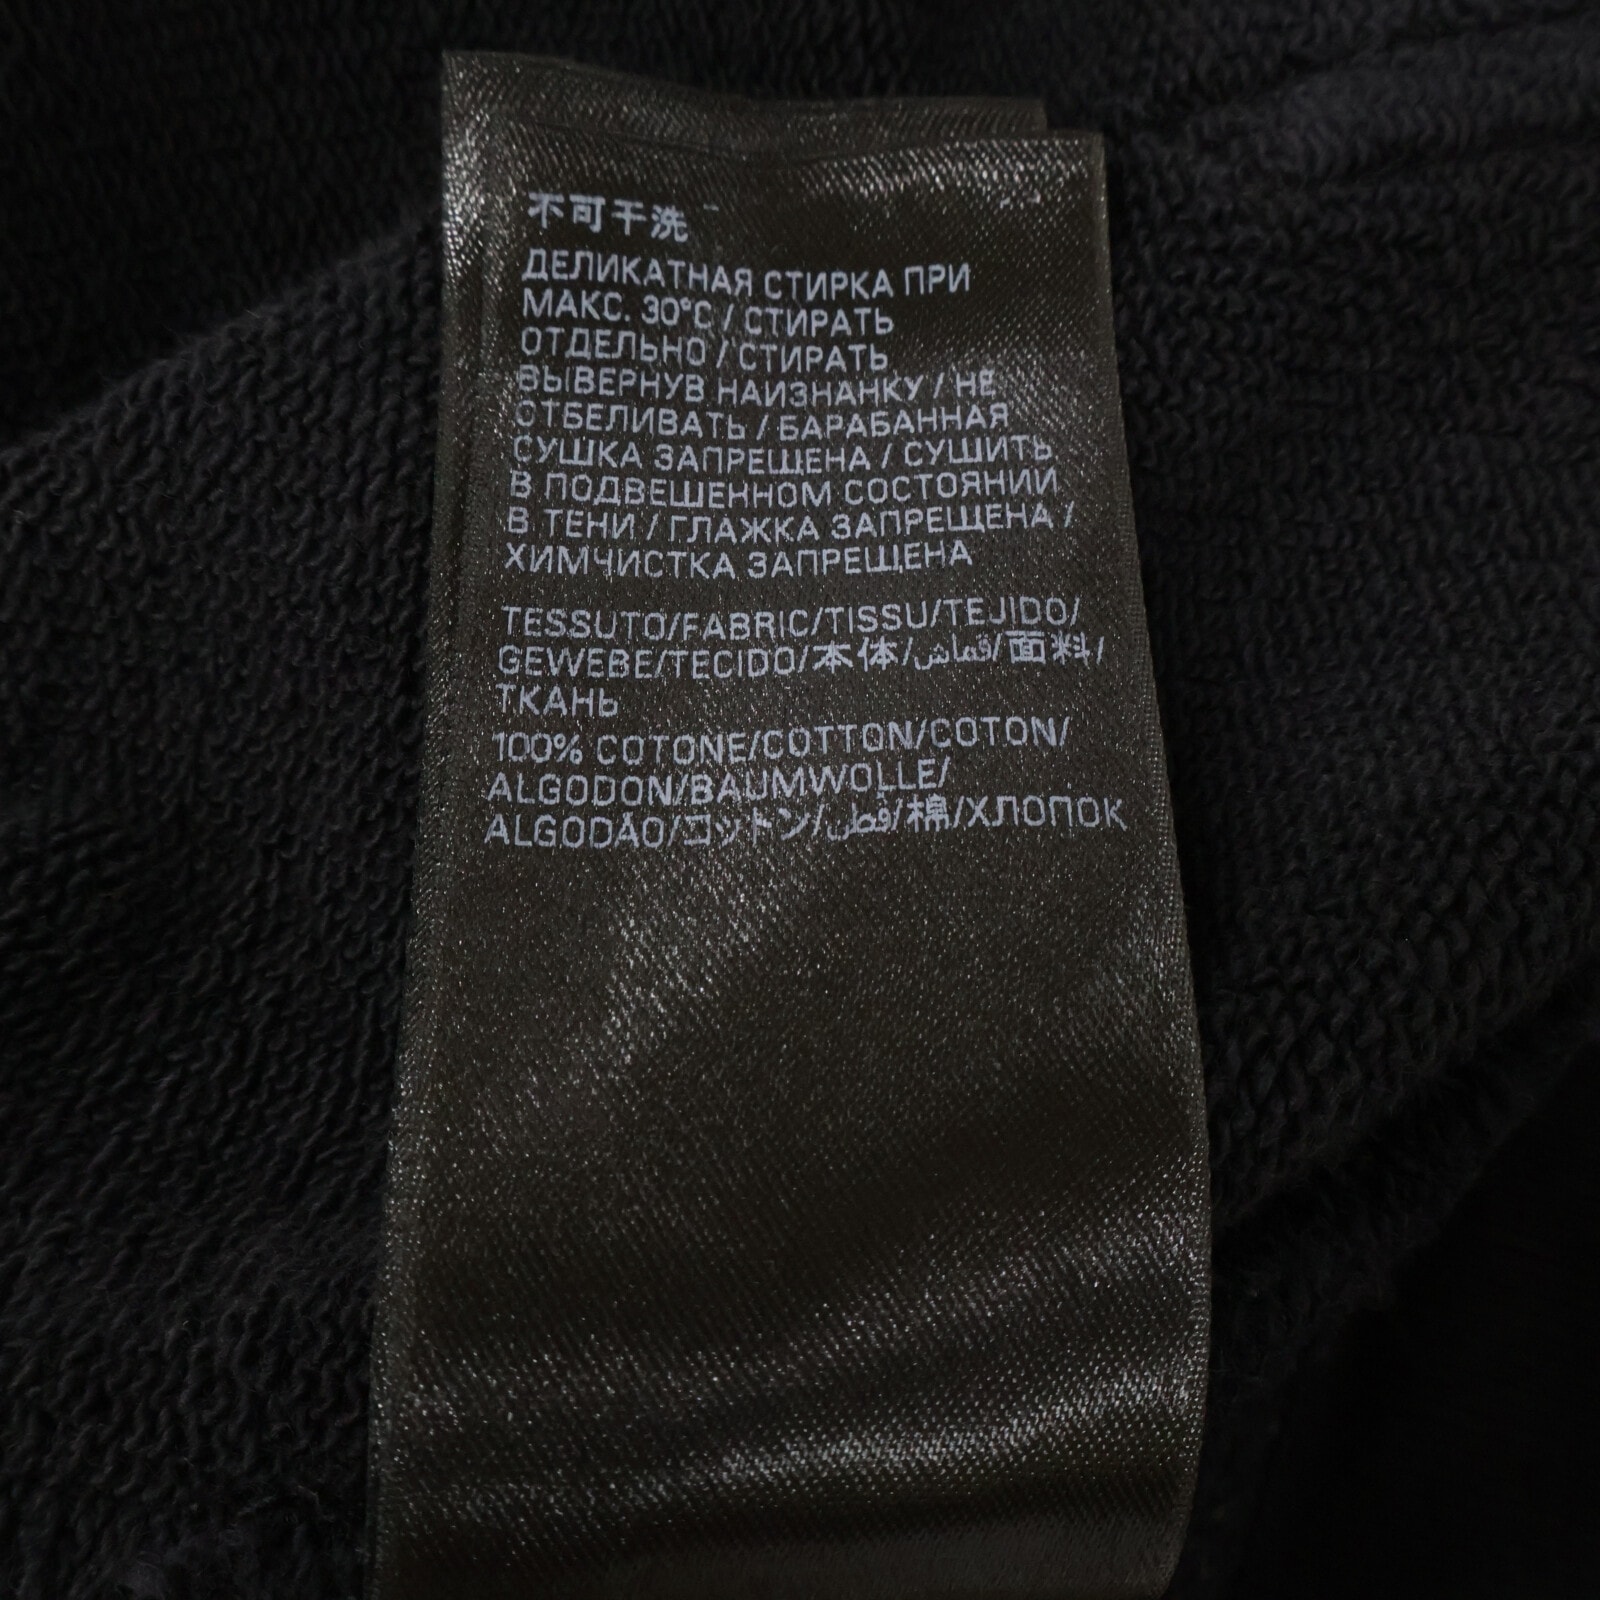 不可干洗
ДЕЛИКАТНАЯ СТИРКА ПРИ
МАКС. 30°C / СТИРАТЬ
ОТДЕЛЬНО / СТИРАТЬ
ВЫВЕРНУВ НАИЗНАНКУ / НЕ
ОТБЕЛИВАТЬ / БАРАБАННАЯ
СУШКА ЗАПРЕЩЕНА / СУШИТЬ
В ПОДВЕШЕННОМ СОСТОЯНИИ
В ТЕНИ / ГЛАЖКА ЗАПРЕЩЕНА /
ХИМЧИСТКА ЗАПРЕЩЕНА
TESSUTO/FABRIC/TISSU/TEJIDO/
GEWEBE/TECIDO/本体/قماش/面料/
ТКАНЬ
100% COTONE/COTTON/COTON/
ALGODON/BAUMWOLLE/
ALGODÃO/コットン/قطن/棉/ХЛОПОК